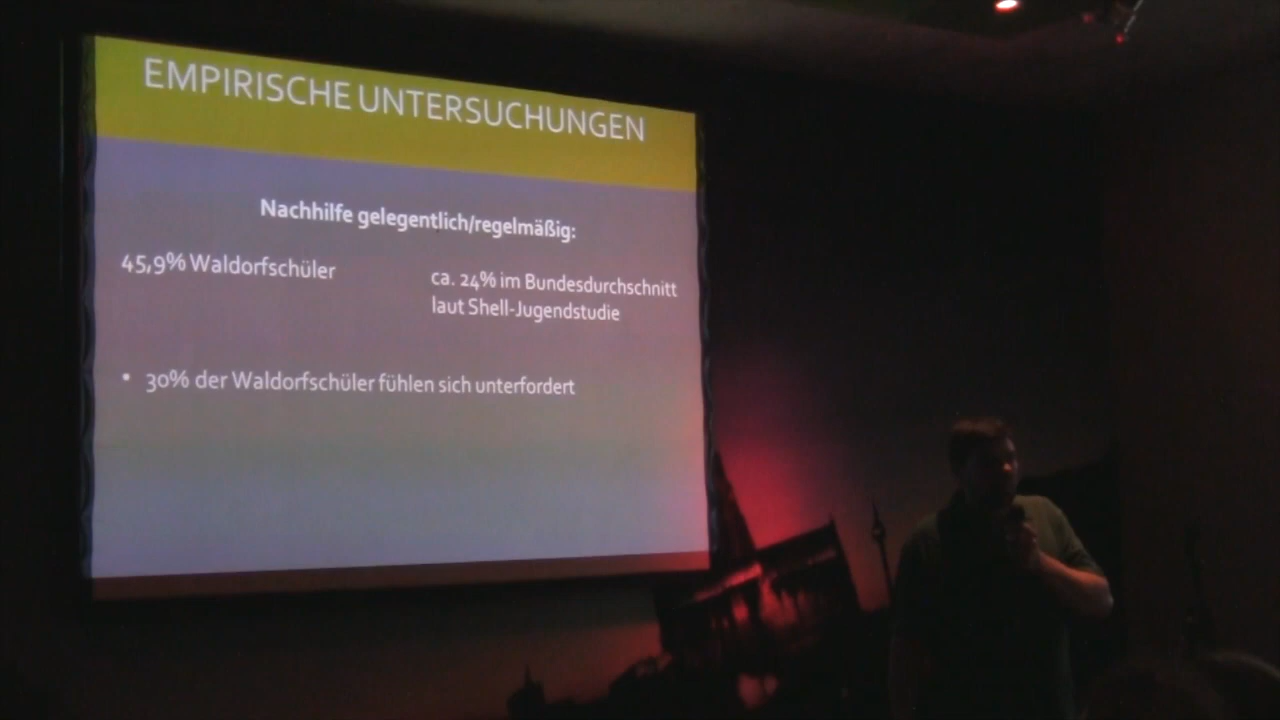 EMPIRISCHE UNTERSUCHUNGEN
Nachhilfe gelegentlich/regelmäßig:
45,9% Waldorfschüler
ca. 24% im Bundesdurchschnitt
laut Shell-Jugendstudie
• 30% der Waldorfschüler fühlen sich unterfordert